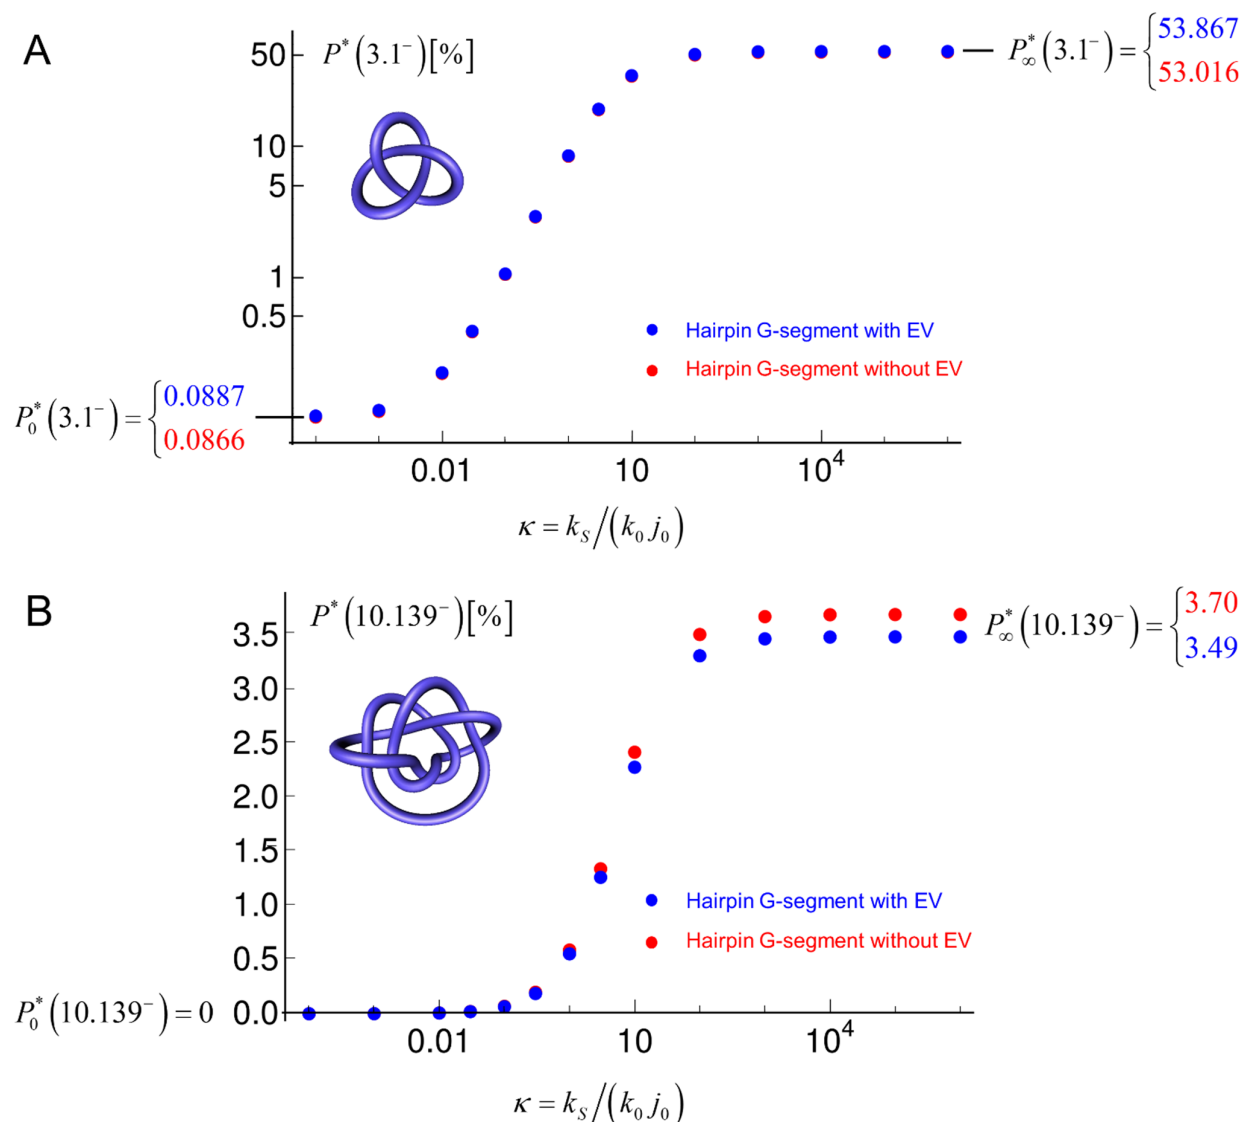 A
P*(3.1⁻)[%]
50
10
5
1
0.5
P*∞(3.1⁻) = { 53.867
53.016
Hairpin G-segment with EV
Hairpin G-segment without EV
P*0(3.1⁻) = { 0.0887
0.0866
0.01 10 10⁴
κ = kS/(k0 j0)
B
P*(10.139⁻)[%]
3.5
3.0
2.5
2.0
1.5
1.0
0.5
0.0
P*∞(10.139⁻) = { 3.70
3.49
Hairpin G-segment with EV
Hairpin G-segment without EV
P*0(10.139⁻) = 0
0.01 10 10⁴
κ = kS/(k0 j0)